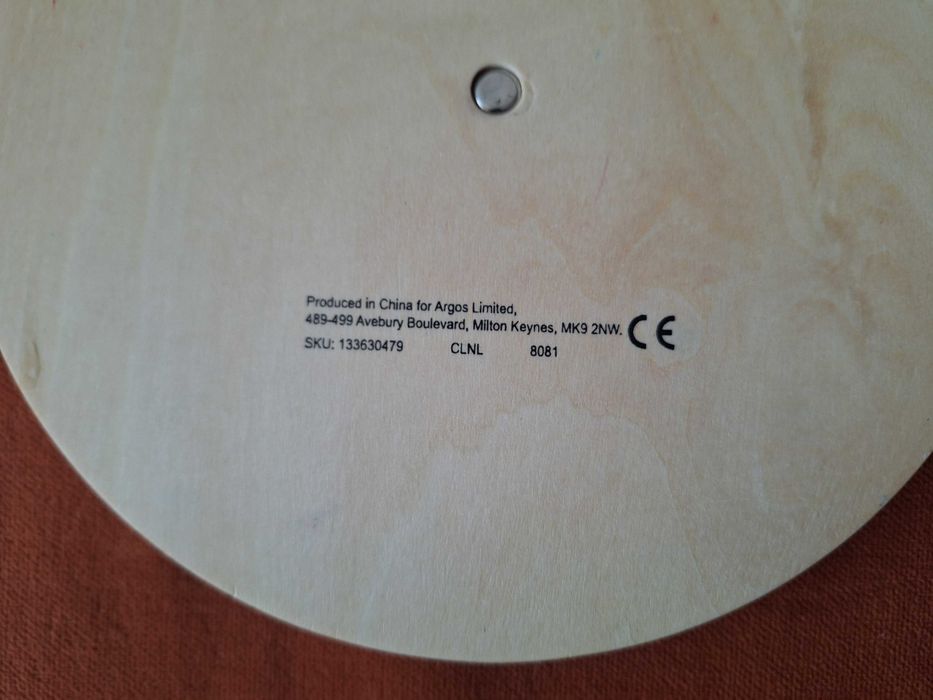 Produced in China for Argos Limited,
489-499 Avebury Boulevard, Milton Keynes, MK9 2NW. CE
SKU: 133630479 CLNL 8081